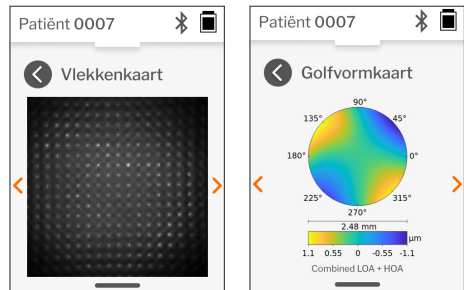 Patiënt 0007
Vlekkenkaart
Patiënt 0007
Golfvormkaart
90°
135° 45°
180° 0°
225° 315°
270°
2.48 mm
μm
1.1 0.55 0 -0.55 -1.1
Combined LOA + HOA